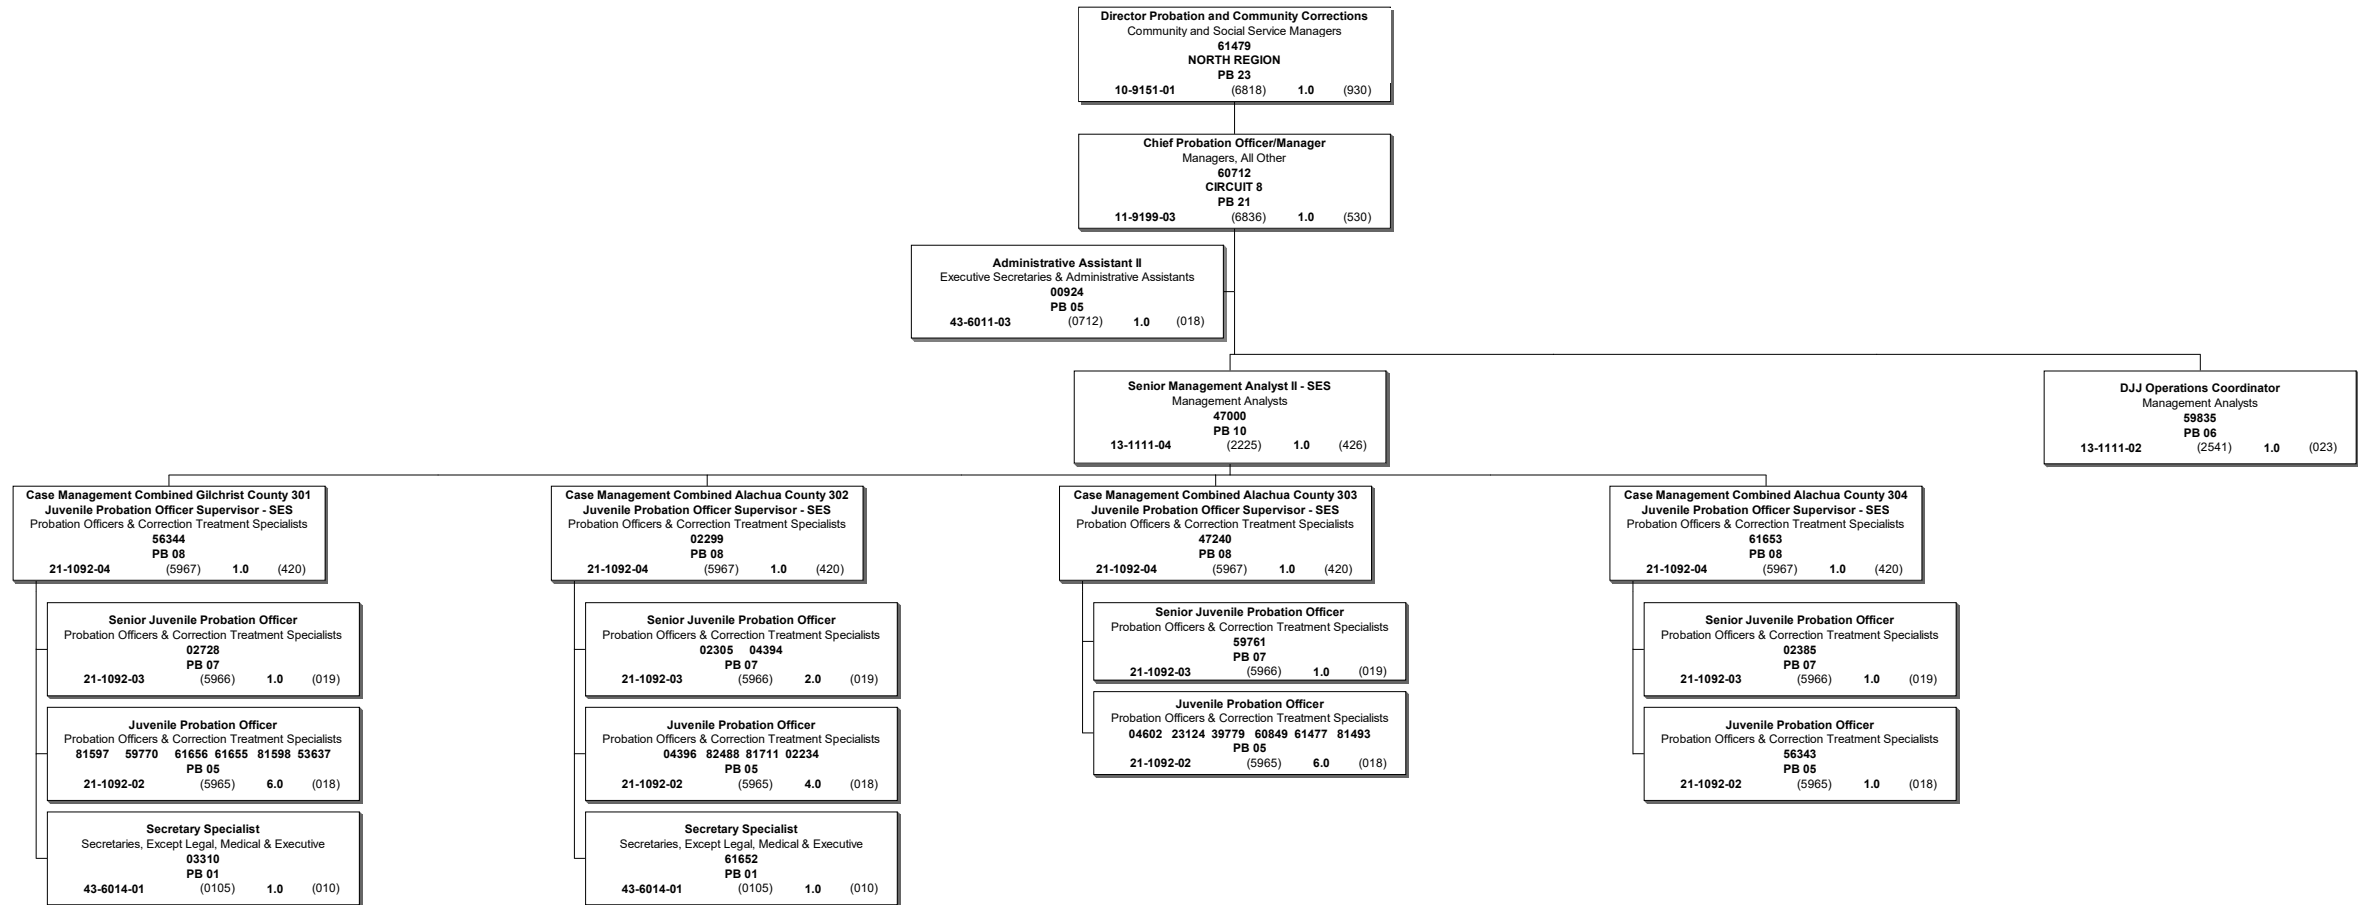 Director Probation and Community Corrections
Community and Social Service Managers
61479
NORTH REGION
PB 23
10-9151-01 (6818) 1.0 (930)
Chief Probation Officer/Manager
Managers, All Other
60712
CIRCUIT 8
PB 21
11-9199-03 (6836) 1.0 (530)
Administrative Assistant II
Executive Secretaries & Administrative Assistants
00924
PB 05
43-6011-03 (0712) 1.0 (018)
Senior Management Analyst II - SES
Management Analysts
47000
PB 10
13-1111-04 (2225) 1.0 (426)
DJJ Operations Coordinator
Management Analysts
59835
PB 06
13-1111-02 (2541) 1.0 (023)
Case Management Combined Gilchrist County 301
Juvenile Probation Officer Supervisor - SES
Probation Officers & Correction Treatment Specialists
56344
PB 08
21-1092-04 (5967) 1.0 (420)
Senior Juvenile Probation Officer
Probation Officers & Correction Treatment Specialists
02728
PB 07
21-1092-03 (5966) 1.0 (019)
Juvenile Probation Officer
Probation Officers & Correction Treatment Specialists
81597 59770 61656 61655 81598 53637
PB 05
21-1092-02 (5965) 6.0 (018)
Secretary Specialist
Secretaries, Except Legal, Medical & Executive
03310
PB 01
43-6014-01 (0105) 1.0 (010)
Case Management Combined Alachua County 302
Juvenile Probation Officer Supervisor - SES
Probation Officers & Correction Treatment Specialists
02299
PB 08
21-1092-04 (5967) 1.0 (420)
Senior Juvenile Probation Officer
Probation Officers & Correction Treatment Specialists
02305 04394
PB 07
21-1092-03 (5966) 2.0 (019)
Juvenile Probation Officer
Probation Officers & Correction Treatment Specialists
04396 82488 81711 02234
PB 05
21-1092-02 (5965) 4.0 (018)
Secretary Specialist
Secretaries, Except Legal, Medical & Executive
61652
PB 01
43-6014-01 (0105) 1.0 (010)
Case Management Combined Alachua County 303
Juvenile Probation Officer Supervisor - SES
Probation Officers & Correction Treatment Specialists
47240
PB 08
21-1092-04 (5967) 1.0 (420)
Senior Juvenile Probation Officer
Probation Officers & Correction Treatment Specialists
59761
PB 07
21-1092-03 (5966) 1.0 (019)
Juvenile Probation Officer
Probation Officers & Correction Treatment Specialists
04602 23124 39779 60849 61477 81493
PB 05
21-1092-02 (5965) 6.0 (018)
Case Management Combined Alachua County 304
Juvenile Probation Officer Supervisor - SES
Probation Officers & Correction Treatment Specialists
61653
PB 08
21-1092-04 (5967) 1.0 (420)
Senior Juvenile Probation Officer
Probation Officers & Correction Treatment Specialists
02385
PB 07
21-1092-03 (5966) 1.0 (019)
Juvenile Probation Officer
Probation Officers & Correction Treatment Specialists
56343
PB 05
21-1092-02 (5965) 1.0 (018)